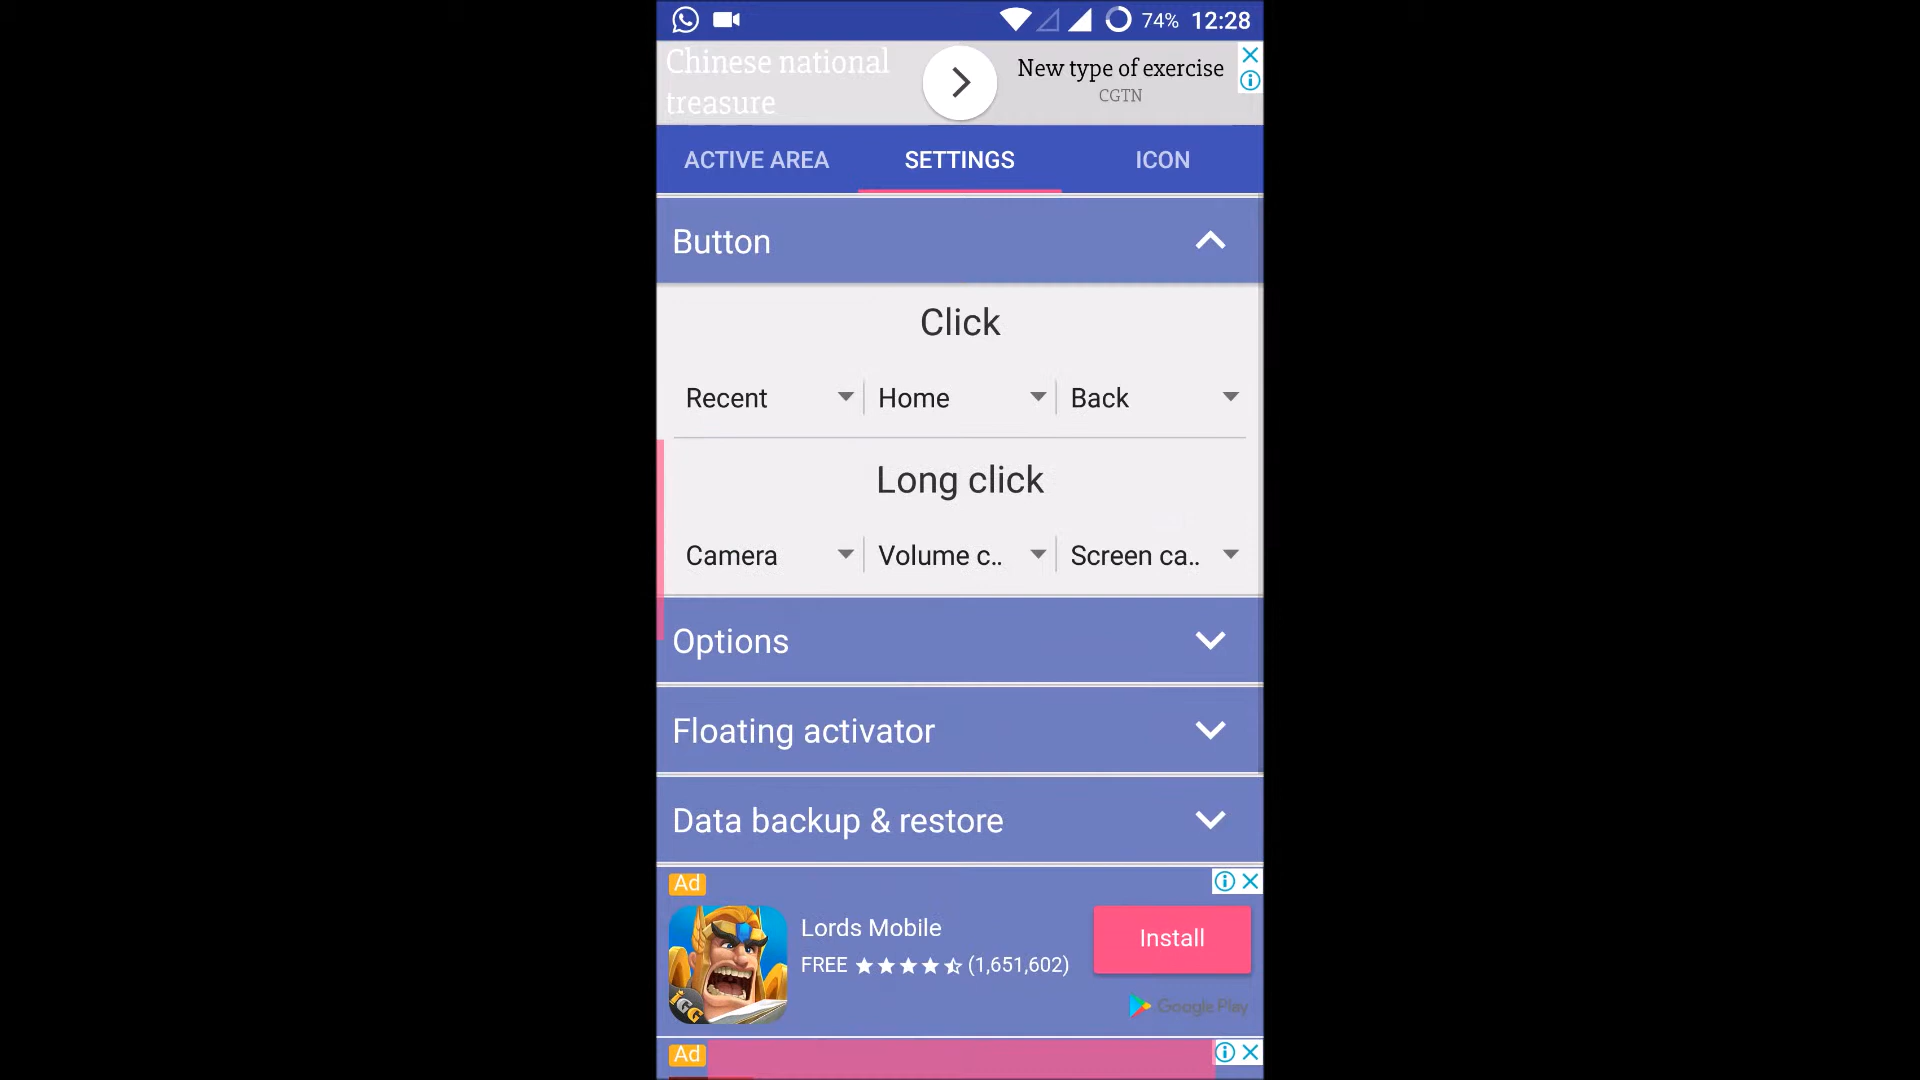 74% 12:28
Chinese national
treasure
New type of exercise
CGTN
ACTIVE AREA SETTINGS ICON
Button
Click
Recent Home Back
Long click
Camera Volume c.. Screen ca..
Options
Floating activator
Data backup & restore
Ad
Lords Mobile
FREE (1,651,602)
Install
IGG
Google Play
Ad